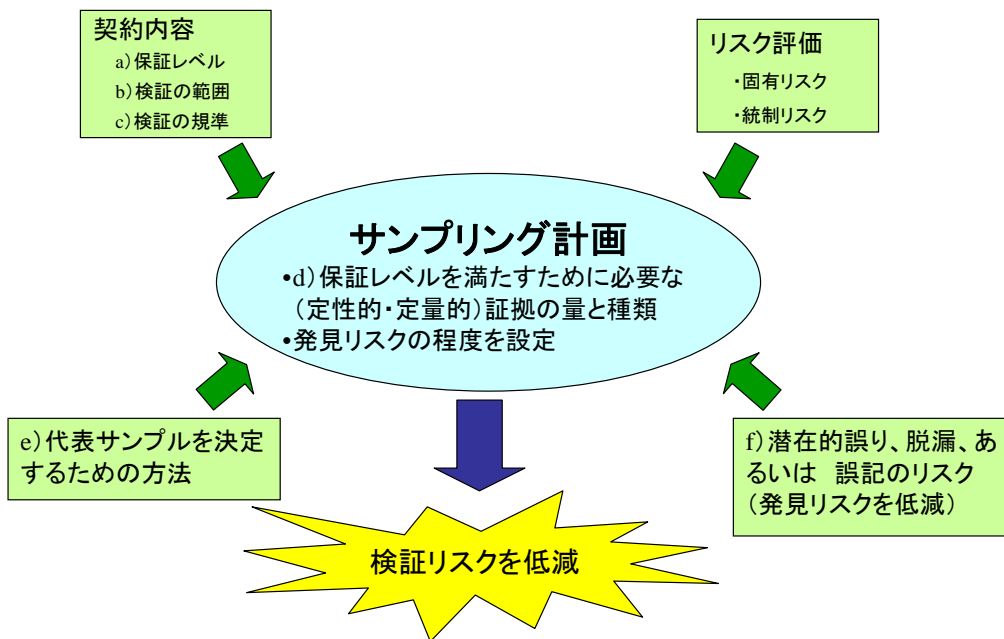 契約内容
a)保証レベル
b)検証の範囲
c)検証の規準
リスク評価
・固有リスク
・統制リスク
サンプリング計画
•d)保証レベルを満たすために必要な
(定性的・定量的)証拠の量と種類
•発見リスクの程度を設定
e)代表サンプルを決定
するための方法
f)潜在的誤り、脱漏、あ
るいは 誤記のリスク
(発見リスクを低減)
検証リスクを低減